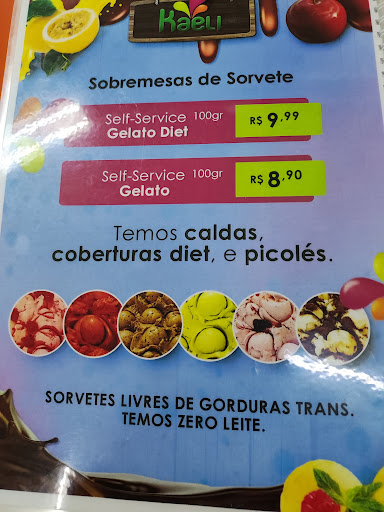 Kaeli
Sobremesas de Sorvete
Self-Service 100gr
Gelato Diet
R$ 9,99
Self-Service 100gr
Gelato
R$ 8,90
Temos caldas,
coberturas diet, e picolés.
SORVETES LIVRES DE GORDURAS TRANS.
TEMOS ZERO LEITE.